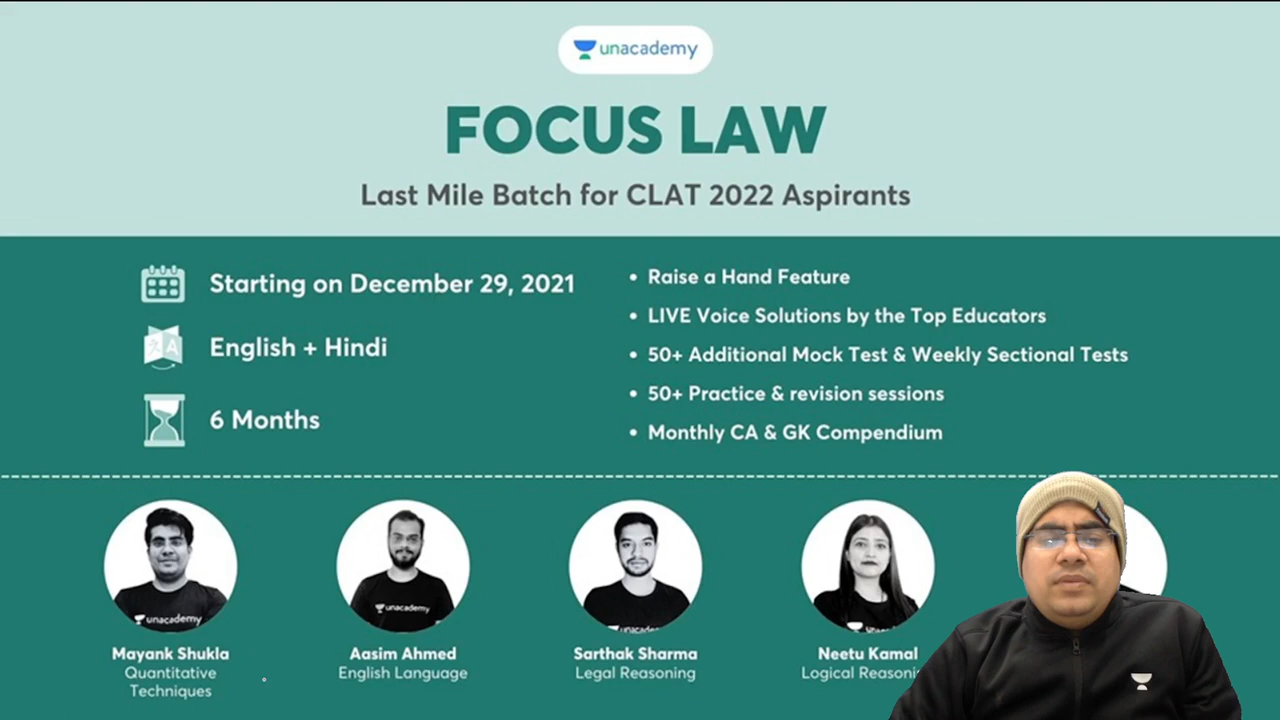 unacademy
FOCUS LAW
Last Mile Batch for CLAT 2022 Aspirants
Starting on December 29, 2021
English + Hindi
6 Months
• Raise a Hand Feature
• LIVE Voice Solutions by the Top Educators
• 50+ Additional Mock Test & Weekly Sectional Tests
• 50+ Practice & revision sessions
• Monthly CA & GK Compendium
unacademy
unacademy
Mayank Shukla
Quantitative
Techniques
Aasim Ahmed
English Language
Sarthak Sharma
Legal Reasoning
Neetu Kamal
Logical